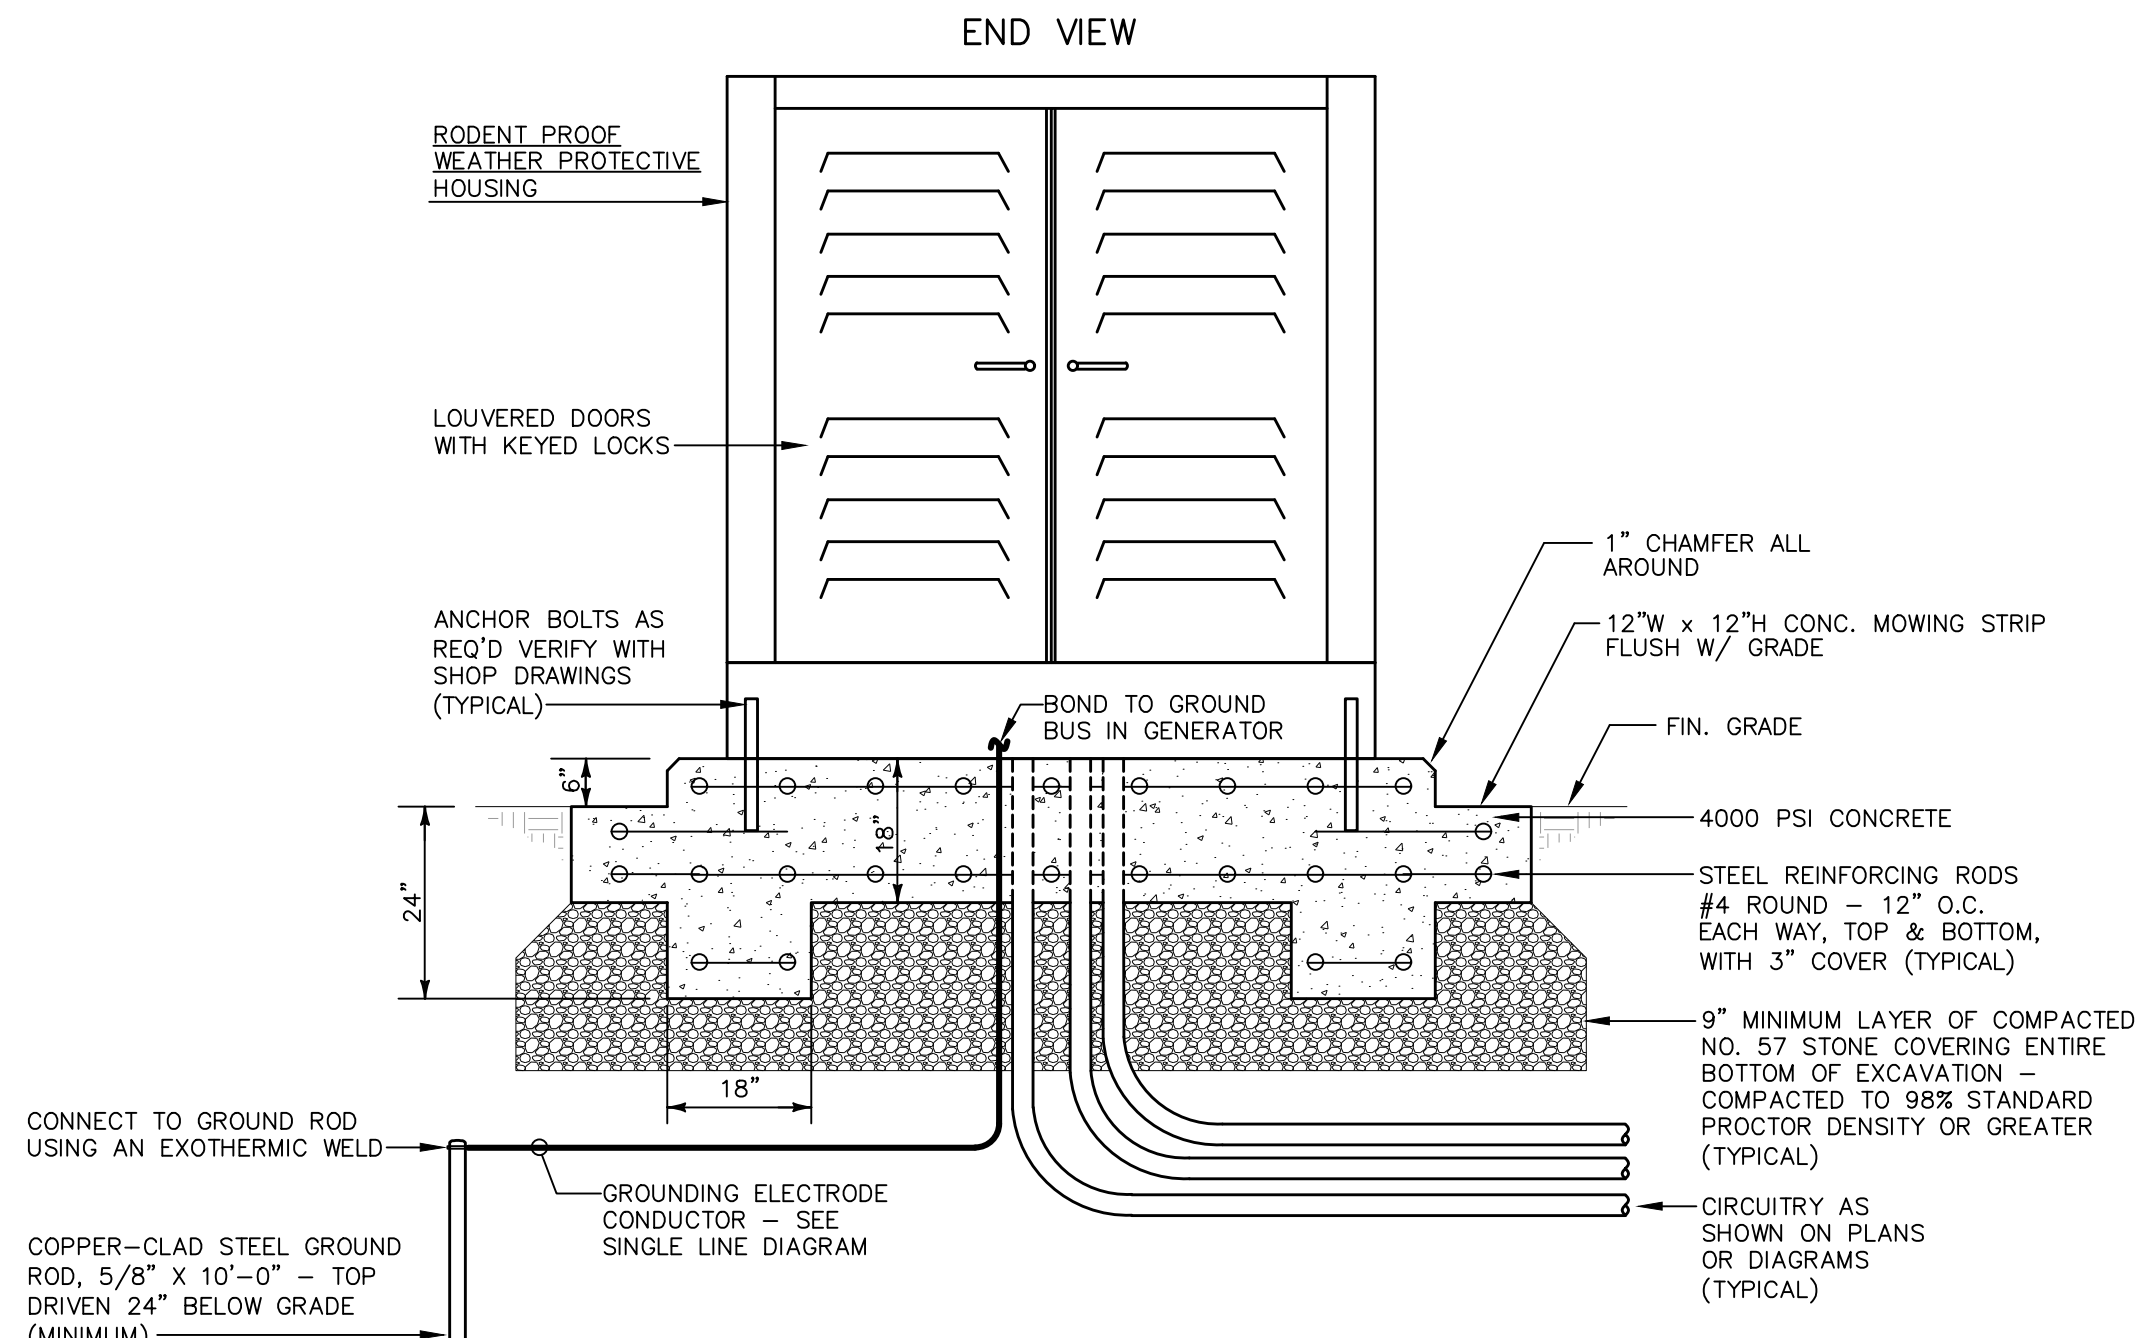 END VIEW
RODENT PROOF
WEATHER PROTECTIVE
HOUSING
LOUVERED DOORS
WITH KEYED LOCKS
1” CHAMFER ALL
AROUND
ANCHOR BOLTS AS
REQ'D VERIFY WITH
SHOP DRAWINGS
(TYPICAL)
12”W x 12”H CONC. MOWING STRIP
FLUSH W/ GRADE
BOND TO GROUND
BUS IN GENERATOR
FIN. GRADE
6”
18”
24”
4000 PSI CONCRETE
STEEL REINFORCING RODS
#4 ROUND – 12” O.C.
EACH WAY, TOP & BOTTOM,
WITH 3” COVER (TYPICAL)
9” MINIMUM LAYER OF COMPACTED
NO. 57 STONE COVERING ENTIRE
BOTTOM OF EXCAVATION –
COMPACTED TO 98% STANDARD
PROCTOR DENSITY OR GREATER
(TYPICAL)
18”
CONNECT TO GROUND ROD
USING AN EXOTHERMIC WELD
GROUNDING ELECTRODE
CONDUCTOR – SEE
SINGLE LINE DIAGRAM
CIRCUITRY AS
SHOWN ON PLANS
OR DIAGRAMS
(TYPICAL)
COPPER–CLAD STEEL GROUND
ROD, 5/8” X 10'–0” – TOP
DRIVEN 24” BELOW GRADE
(MINIMUM)